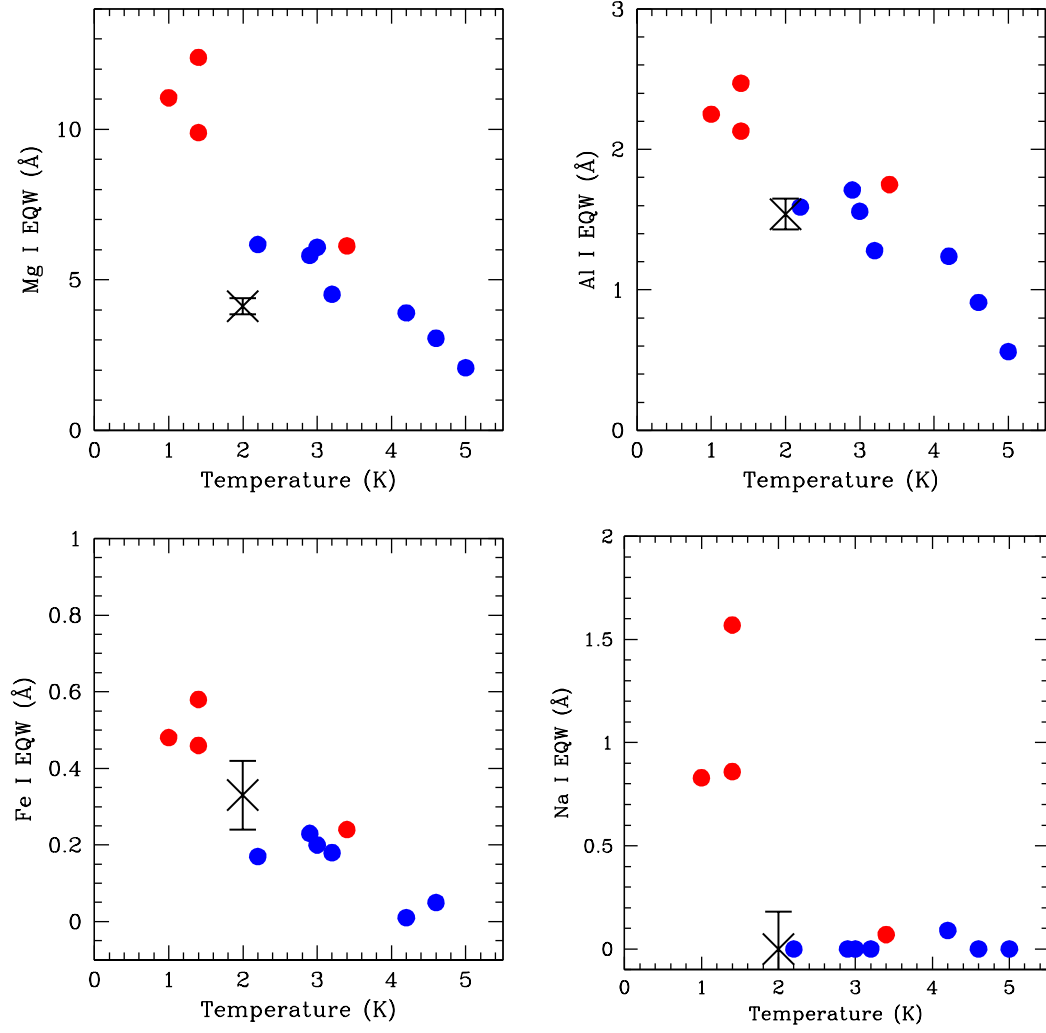 10
5
0
Mg I EQW (Å)
0 1 2 3 4 5
Temperature (K)
3
2
1
0
Al I EQW (Å)
0 1 2 3 4 5
Temperature (K)
1
0.8
0.6
0.4
0.2
0
Fe I EQW (Å)
0 1 2 3 4 5
Temperature (K)
2
1.5
1
0.5
0
Na I EQW (Å)
0 1 2 3 4 5
Temperature (K)